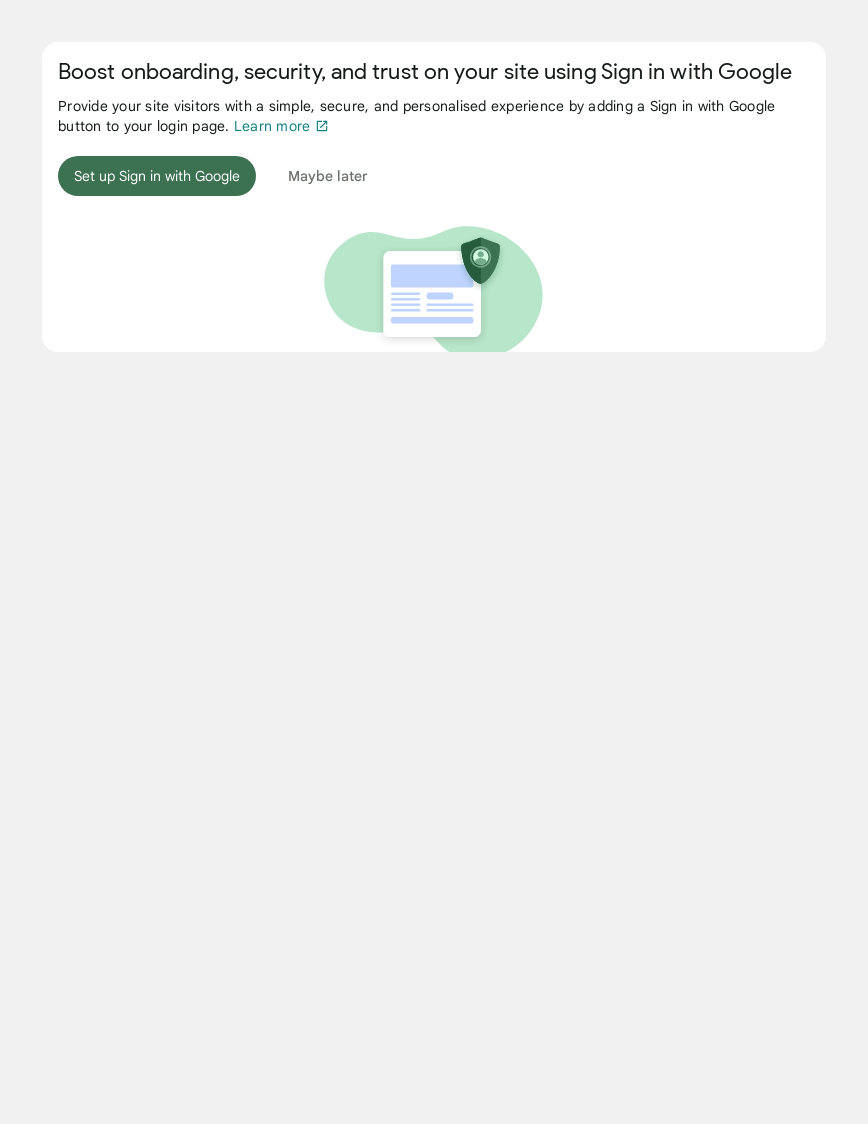 Boost onboarding, security, and trust on your site using Sign in with Google
Provide your site visitors with a simple, secure, and personalised experience by adding a Sign in with Google
button to your login page. Learn more
Set up Sign in with Google
Maybe later